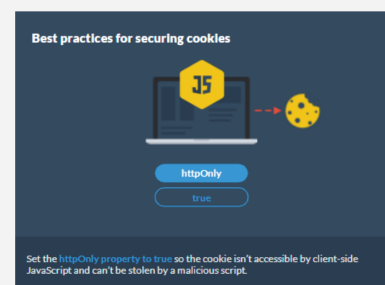 Best practices for securing cookies
JS
httpOnly
true
Set the httpOnly property to true so the cookie isn't accessible by client-side
JavaScript and can't be stolen by a malicious script.